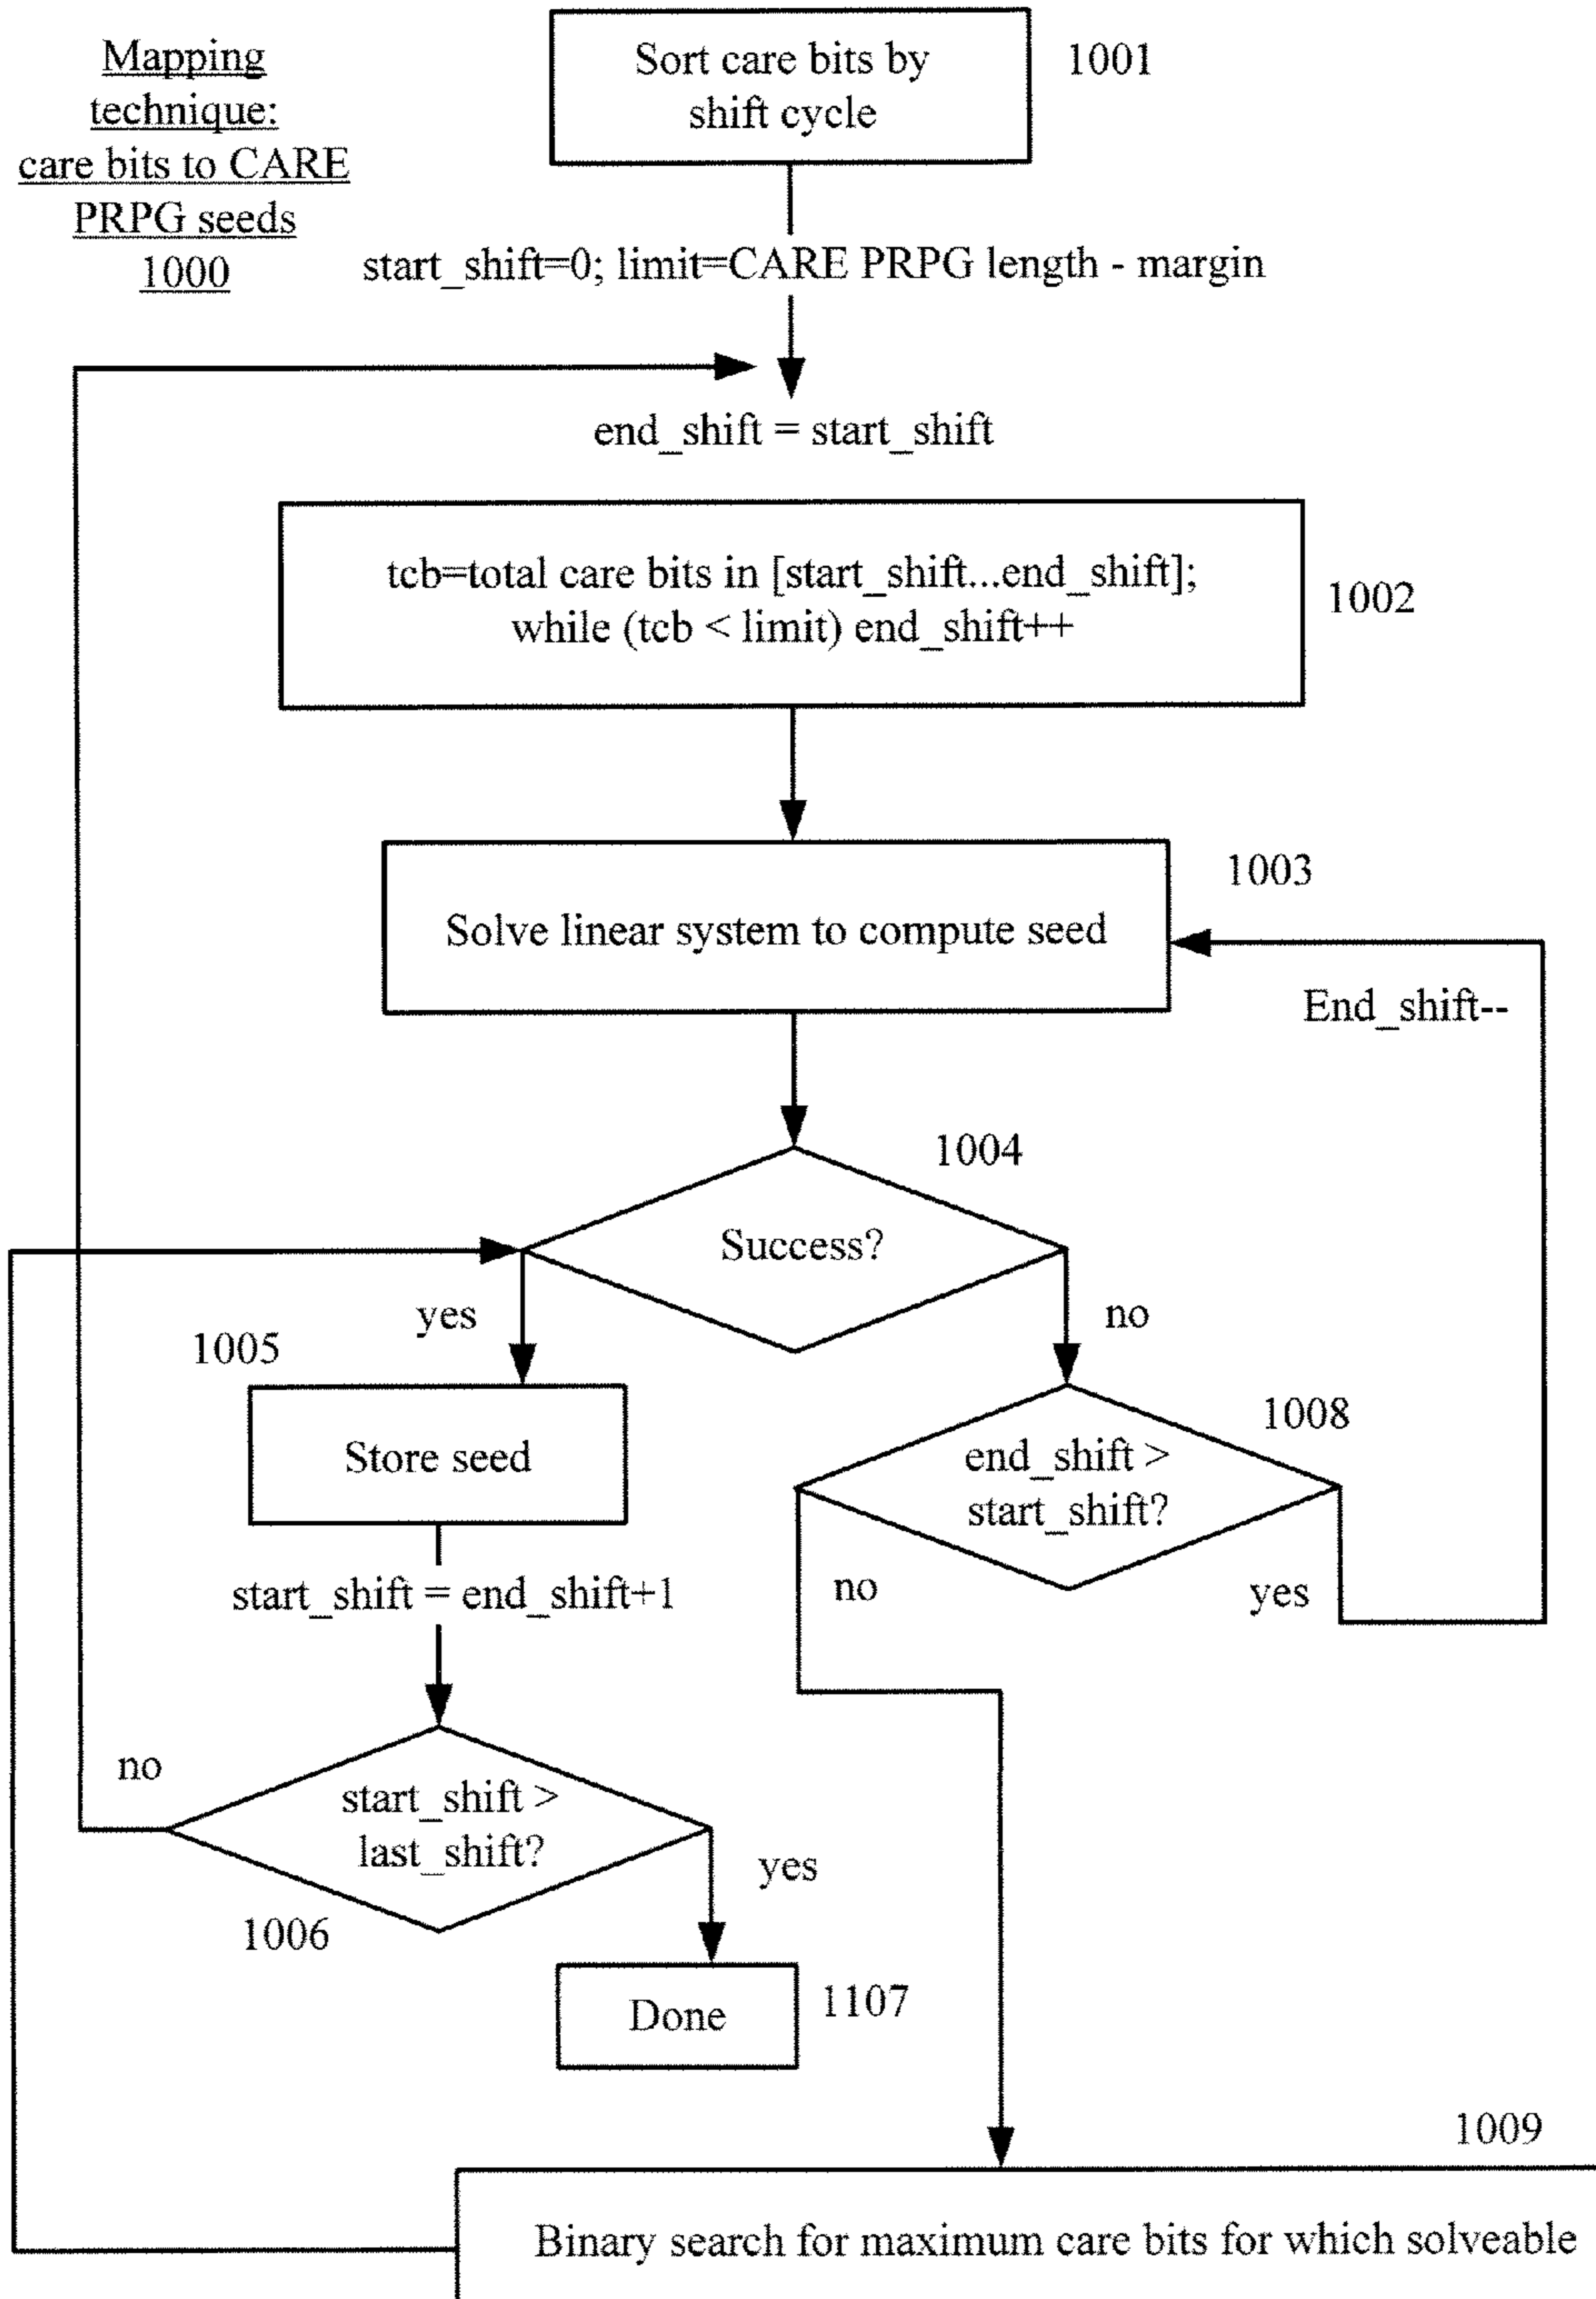 Mapping
technique:
care bits to CARE
PRPG seeds
1000
Sort care bits by
shift cycle
1001
start_shift=0; limit=CARE PRPG length - margin
end_shift = start_shift
tcb=total care bits in [start_shift...end_shift];
while (tcb < limit) end_shift++
1002
1003
Solve linear system to compute seed
End_shift--
1004
Success?
yes
no
1005
Store seed
1008
end_shift >
start_shift?
no
yes
start_shift = end_shift+1
no
start_shift >
last_shift?
yes
1006
Done
1107
1009
Binary search for maximum care bits for which solveable